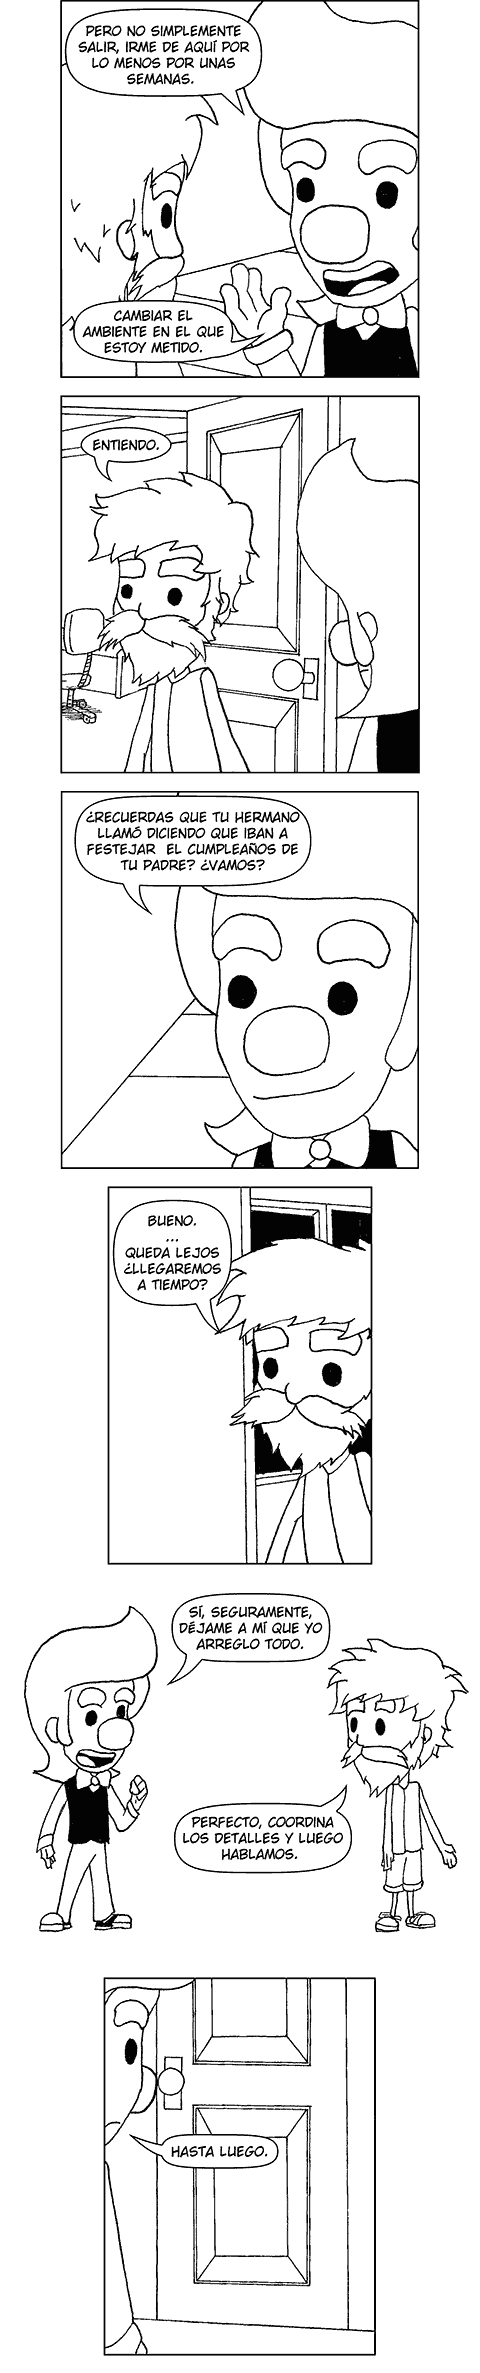 PERO NO SIMPLEMENTE
SALIR, IRME DE AQUÍ POR
LO MENOS POR UNAS
SEMANAS.
CAMBIAR EL
AMBIENTE EN EL QUE
ESTOY METIDO.
ENTIENDO.
¿RECUERDAS QUE TU HERMANO
LLAMÓ DICIENDO QUE IBAN A
FESTEJAR EL CUMPLEAÑOS DE
TU PADRE? ¿VAMOS?
BUENO.
...
QUEDA LEJOS
¿LLEGAREMOS
A TIEMPO?
SÍ, SEGURAMENTE,
DÉJAME A MÍ QUE YO
ARREGLO TODO.
PERFECTO, COORDINA
LOS DETALLES Y LUEGO
HABLAMOS.
HASTA LUEGO.